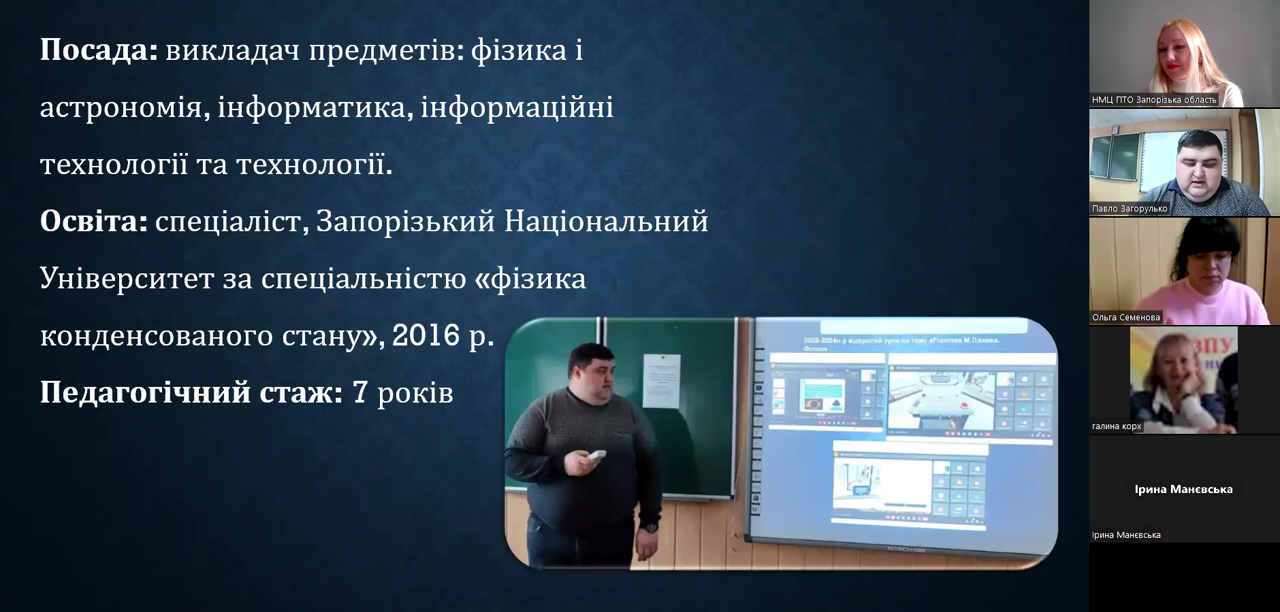 Посада: викладач предметів: фізика і
астрономія, інформатика, інформаційні
технології та технології.
Освіта: спеціаліст, Запорізький Національний
Університет за спеціальністю «фізика
конденсованого стану», 2016 р.
Педагогічний стаж: 7 років
НМЦ ПТО Запорізька область
Павло Загорулько
Ольга Семенова
галина корх
Ірина Манєвська
Ірина Манєвська